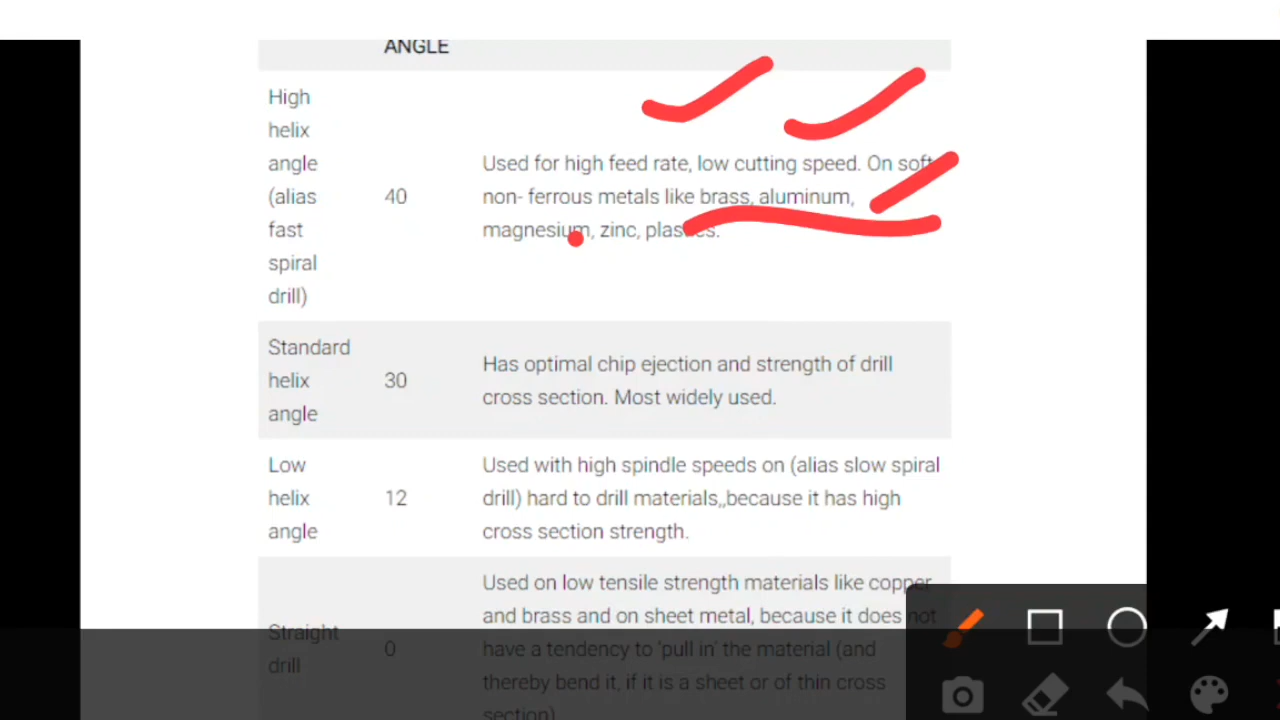 ANGLE
High
helix
angle
(alias
fast
spiral
drill)
40
Used for high feed rate, low cutting speed. On soft
non- ferrous metals like brass, aluminum,
magnesium, zinc, plastics.
Standard
helix
angle
30
Has optimal chip ejection and strength of drill
cross section. Most widely used.
Low
helix
angle
12
Used with high spindle speeds on (alias slow spiral
drill) hard to drill materials,,because it has high
cross section strength.
Straight
drill
0
Used on low tensile strength materials like copper
and brass and on sheet metal, because it does not
have a tendency to 'pull in' the material (and
thereby bend it, if it is a sheet or of thin cross
section)